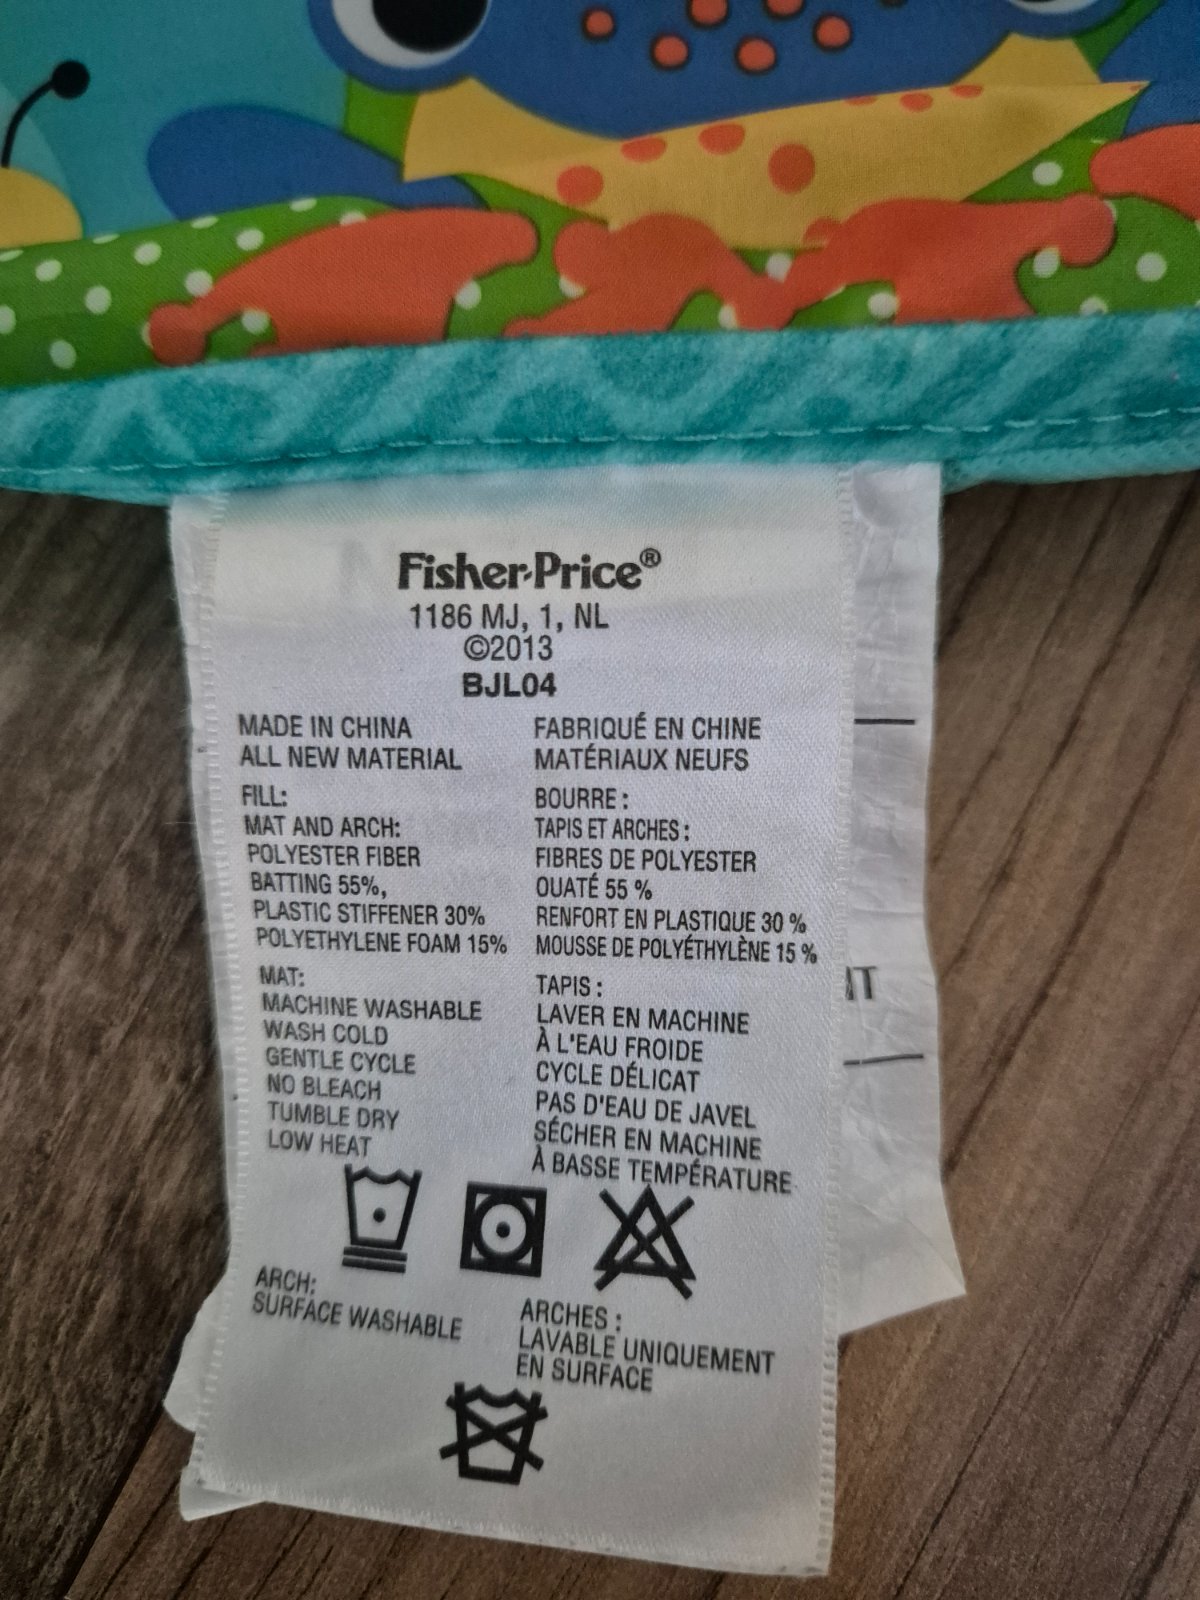 Fisher-Price®
1186 MJ, 1, NL
©2013
BJL04
MADE IN CHINA
ALL NEW MATERIAL
FILL:
MAT AND ARCH:
POLYESTER FIBER
BATTING 55%,
PLASTIC STIFFENER 30%
POLYETHYLENE FOAM 15%
MAT:
MACHINE WASHABLE
WASH COLD
GENTLE CYCLE
NO BLEACH
TUMBLE DRY
LOW HEAT
FABRIQUÉ EN CHINE
MATÉRIAUX NEUFS
BOURRE :
TAPIS ET ARCHES :
FIBRES DE POLYESTER
OUATÉ 55 %
RENFORT EN PLASTIQUE 30 %
MOUSSE DE POLYÉTHYLÈNE 15 %
TAPIS :
LAVER EN MACHINE
À L'EAU FROIDE
CYCLE DÉLICAT
PAS D'EAU DE JAVEL
SÉCHER EN MACHINE
À BASSE TEMPÉRATURE
ARCH:
SURFACE WASHABLE
ARCHES :
LAVABLE UNIQUEMENT
EN SURFACE